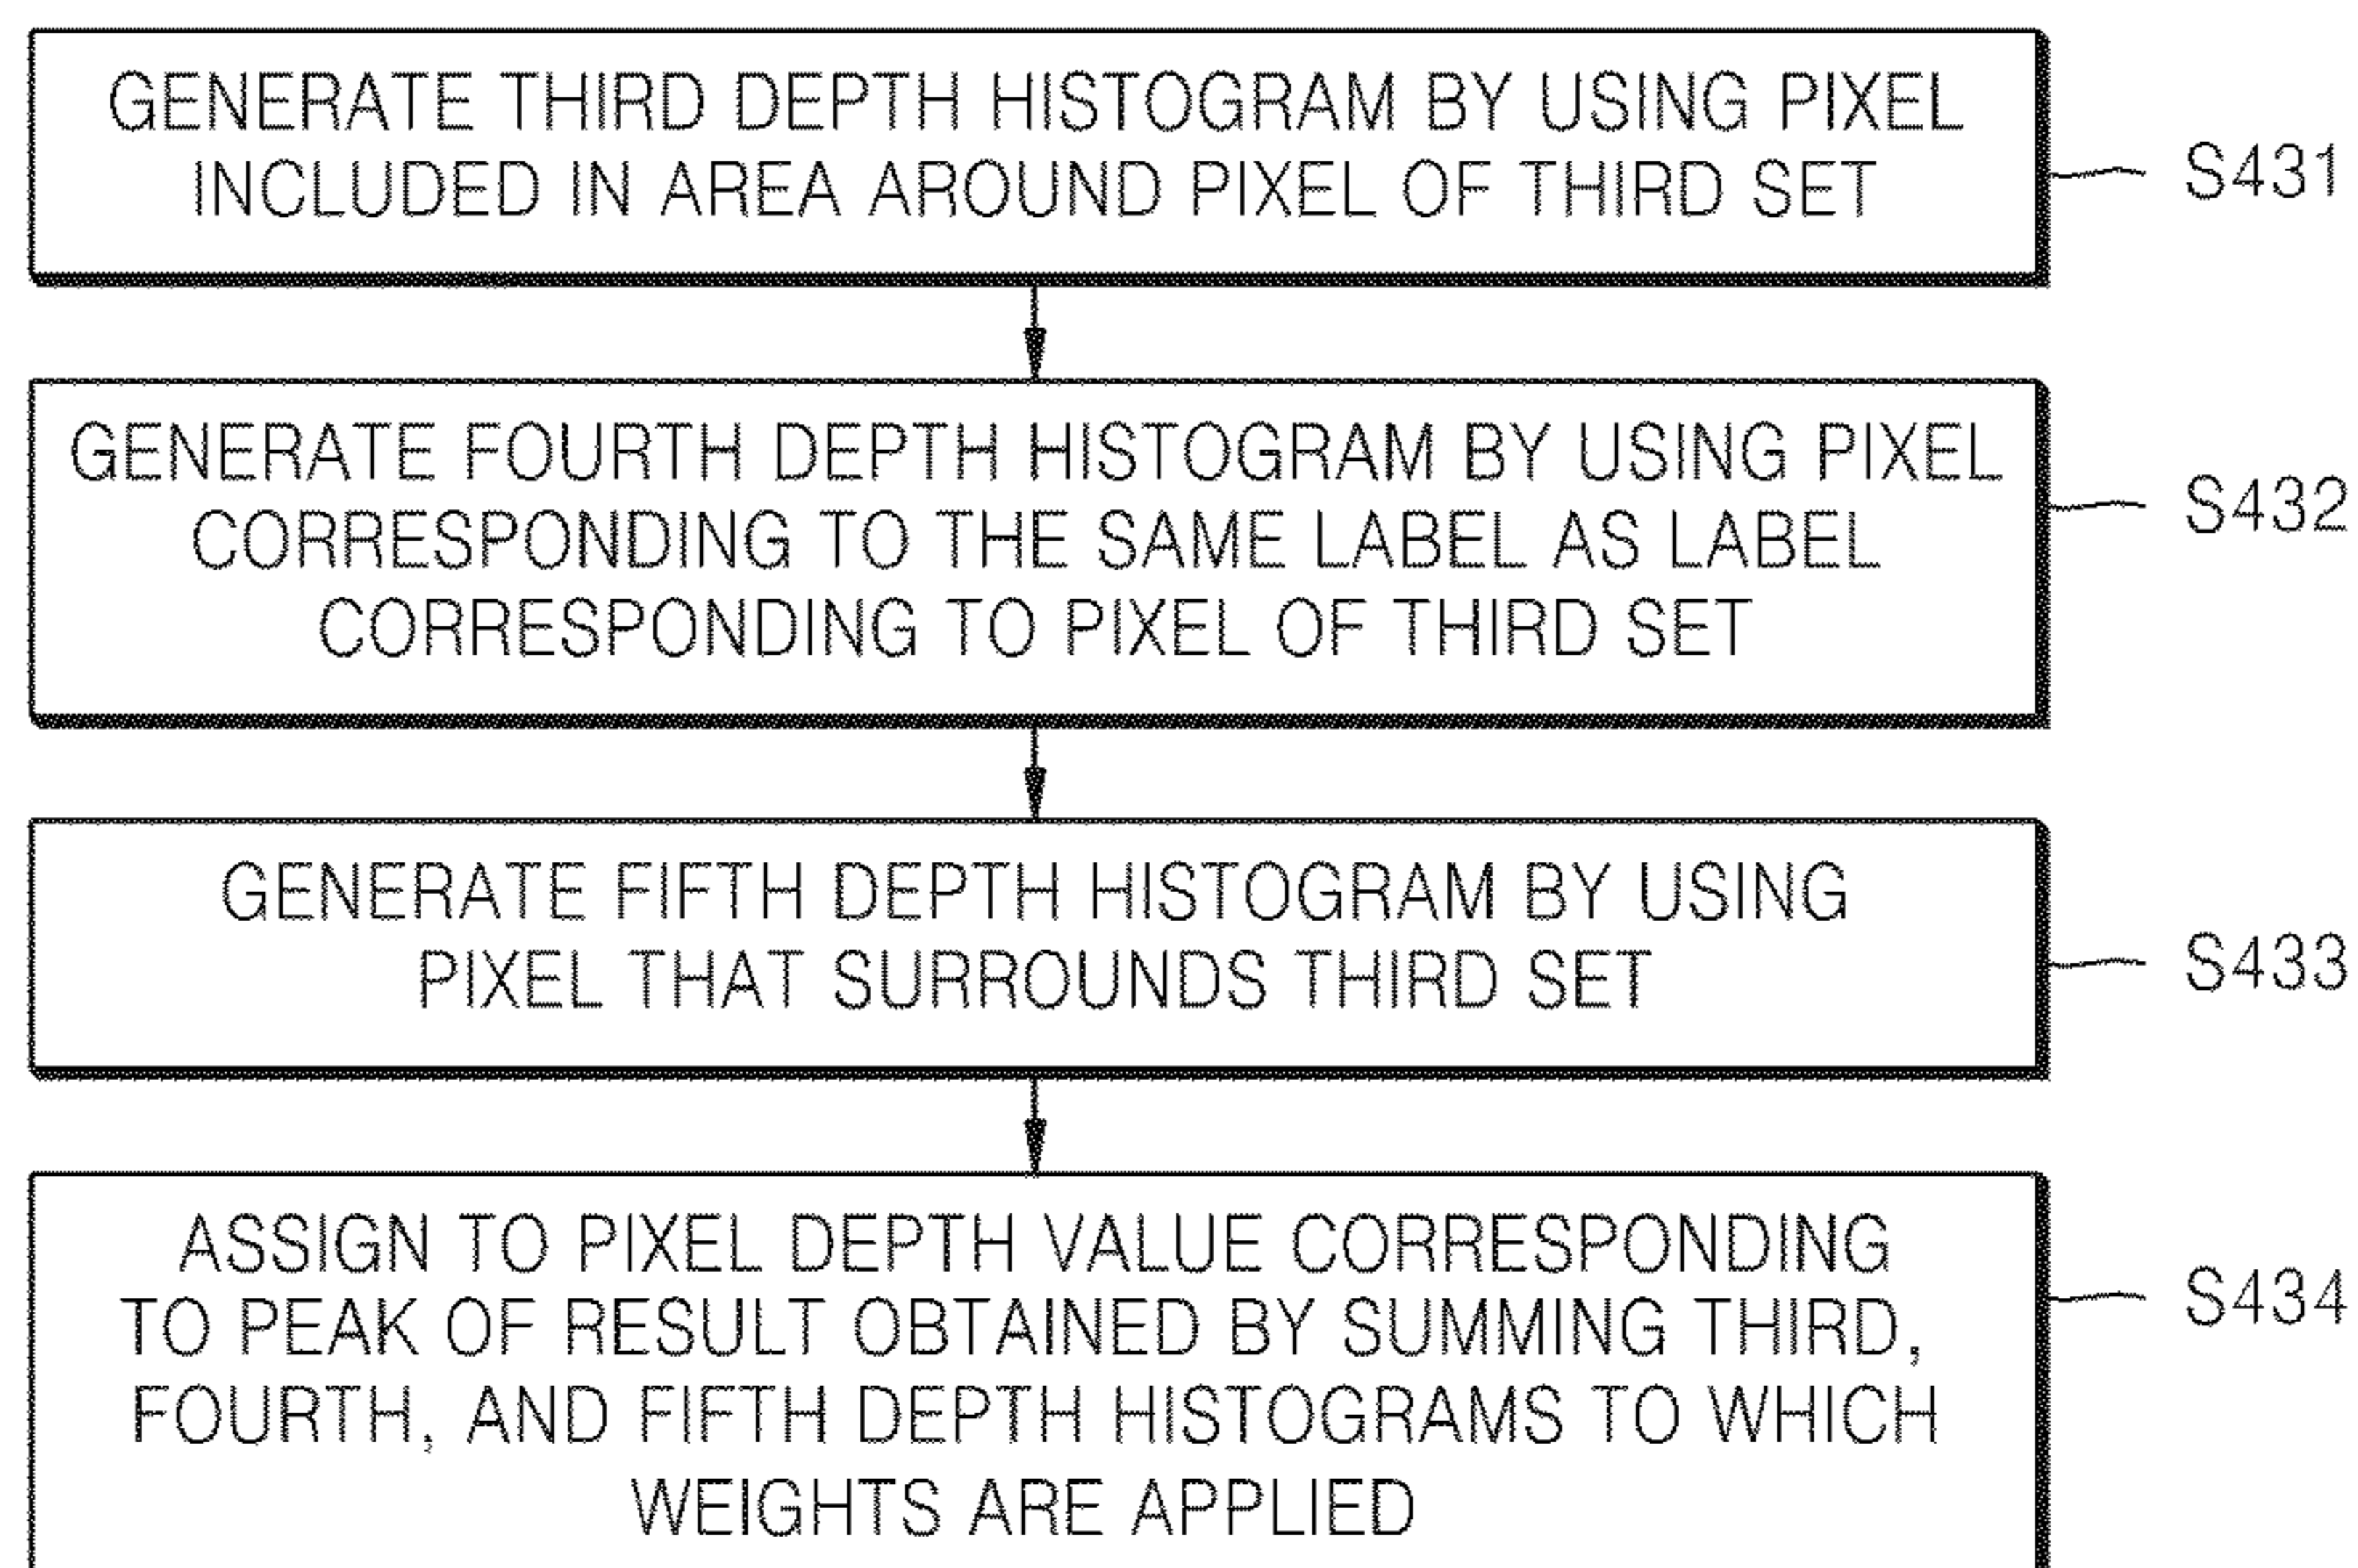 GENERATE THIRD DEPTH HISTOGRAM BY USING PIXEL
INCLUDED IN AREA AROUND PIXEL OF THIRD SET
S431
GENERATE FOURTH DEPTH HISTOGRAM BY USING PIXEL
CORRESPONDING TO THE SAME LABEL AS LABEL
CORRESPONDING TO PIXEL OF THIRD SET
S432
GENERATE FIFTH DEPTH HISTOGRAM BY USING
PIXEL THAT SURROUNDS THIRD SET
S433
ASSIGN TO PIXEL DEPTH VALUE CORRESPONDING
TO PEAK OF RESULT OBTAINED BY SUMMING THIRD,
FOURTH, AND FIFTH DEPTH HISTOGRAMS TO WHICH
WEIGHTS ARE APPLIED
S434